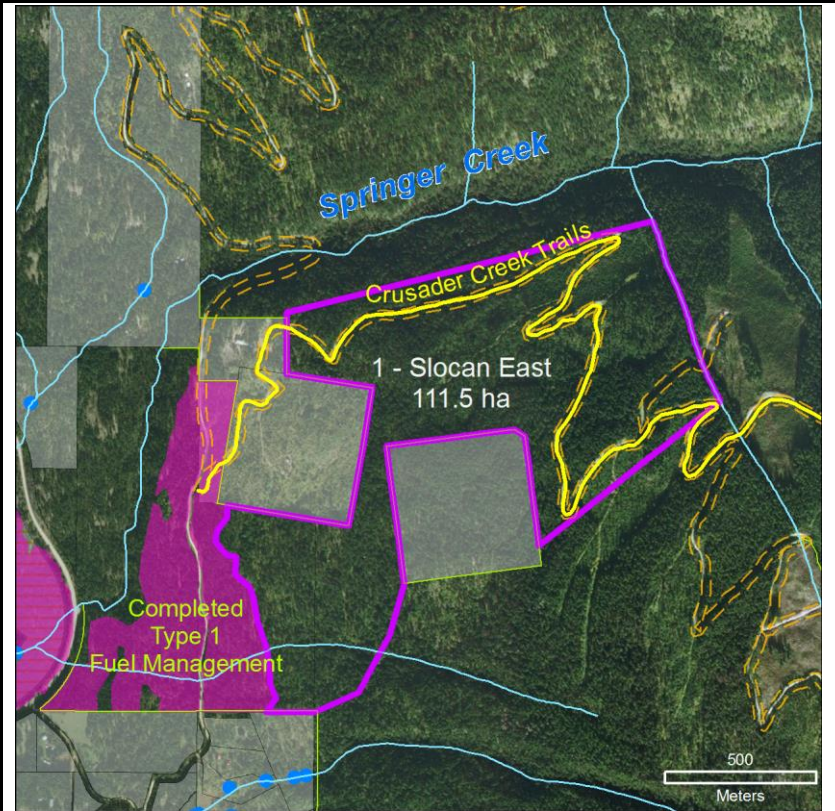 Springer Creek
Crusader Creek Trails
1 - Slocan East
111.5 ha
Completed
Type 1
Fuel Management
500
Meters